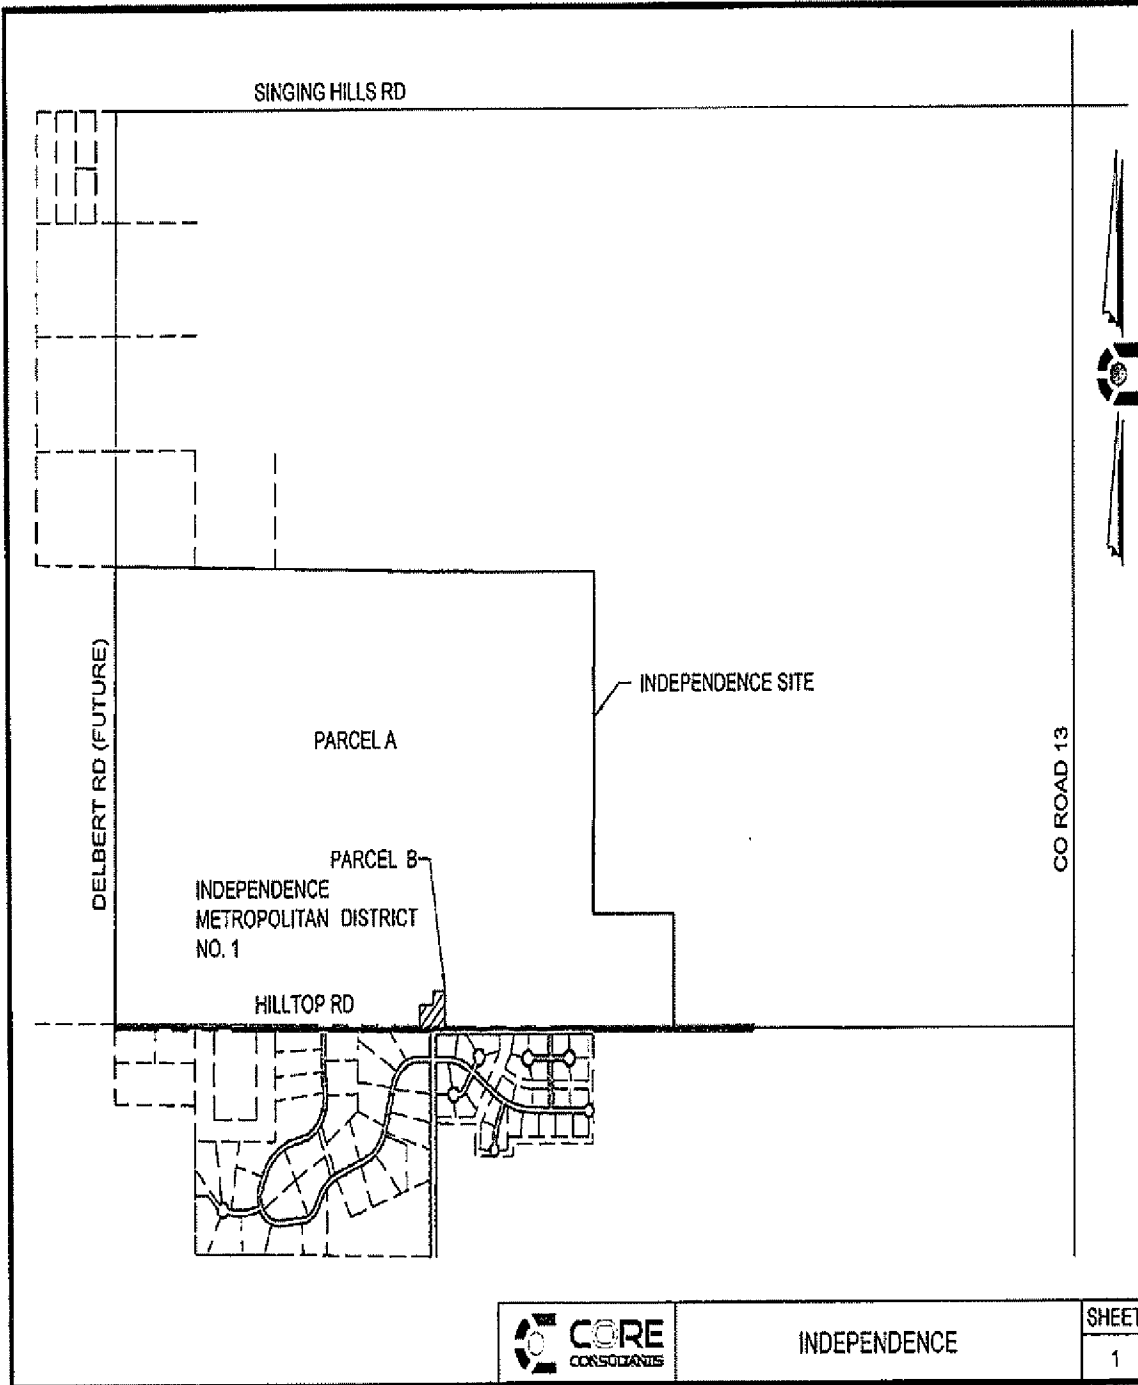 SINGING HILLS RD
INDEPENDENCE SITE
PARCEL A
DELBERT RD (FUTURE)
CO ROAD 13
PARCEL B
INDEPENDENCE
METROPOLITAN DISTRICT
NO. 1
HILLTOP RD
CORE
CONSULTANTS
INDEPENDENCE
SHEET
1